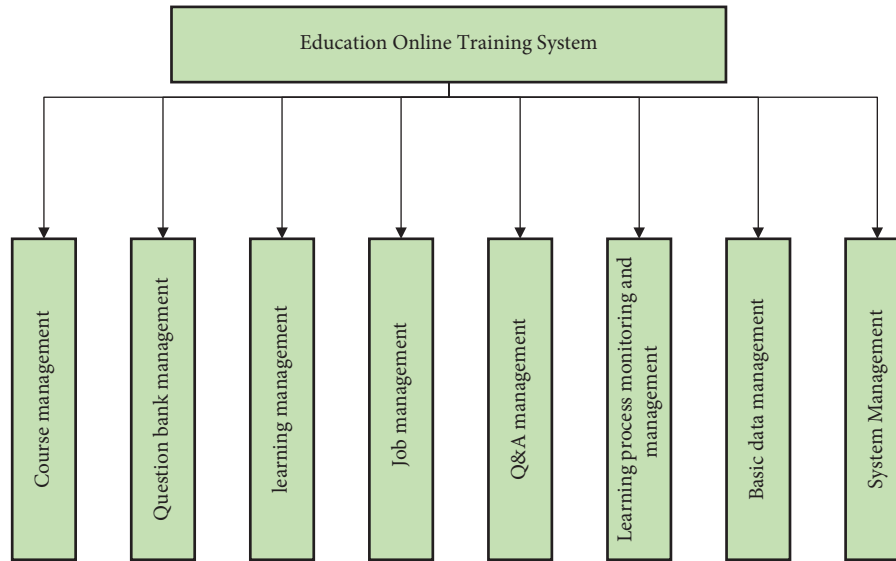 Education Online Training System
Course management
Question bank management
learning management
Job management
Q&A management
Learning process monitoring and
management
Basic data management
System Management